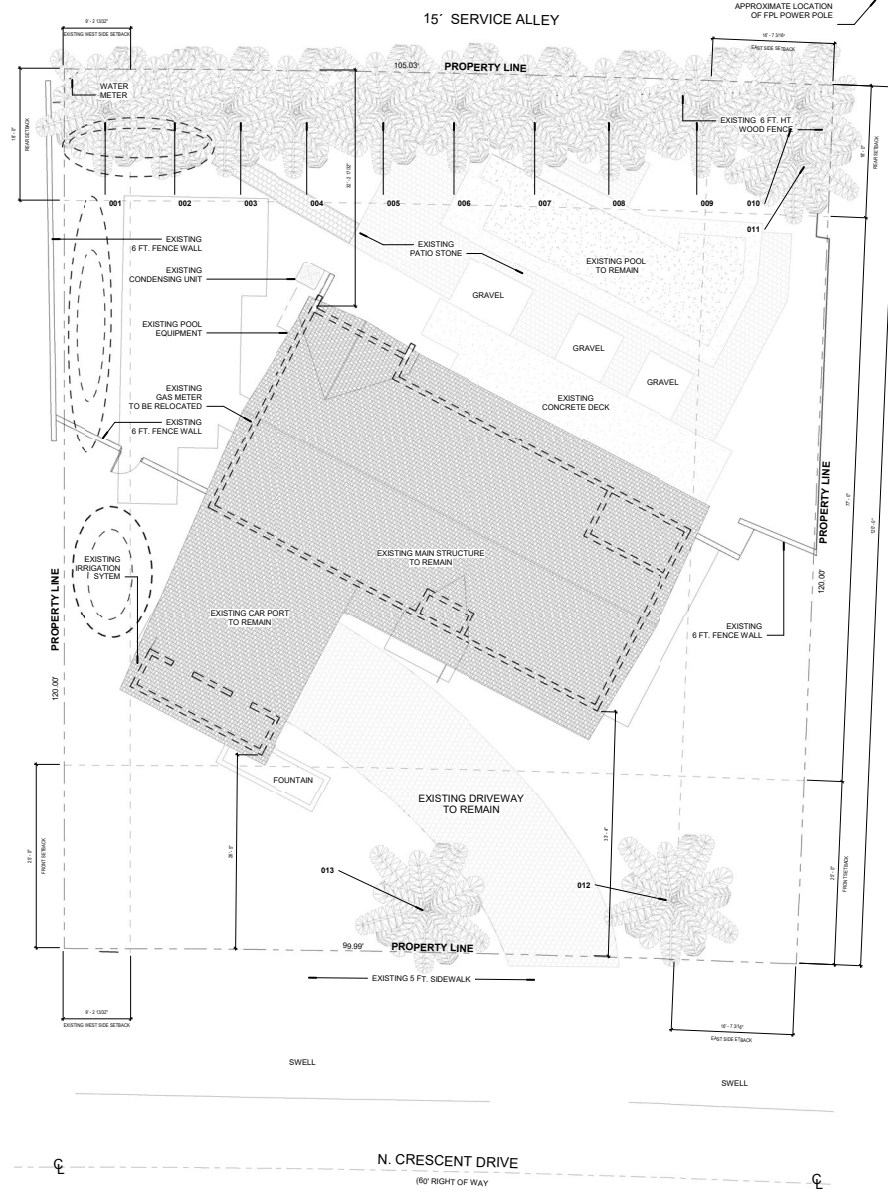 APPROXIMATE LOCATION
OF FPL POWER POLE
15' SERVICE ALLEY
9' - 2 13/32"
EXISTING WEST SIDE SETBACK
EAST SIDE SETBACK
105.03'
PROPERTY LINE
WATER
METER
EXISTING 6 FT. HT.
WOOD FENCE
REAR SETBACK
REAR SETBACK
001
002
003
004
005
006
007
008
009
010
011
EXISTING
6 FT. FENCE WALL
EXISTING
PATIO STONE
EXISTING POOL
TO REMAIN
EXISTING
CONDENSING UNIT
GRAVEL
EXISTING POOL
EQUIPMENT
GRAVEL
GRAVEL
EXISTING
GAS METER
TO BE RELOCATED
EXISTING
CONCRETE DECK
EXISTING
6 FT. FENCE WALL
PROPERTY LINE
120.00'
EXISTING MAIN STRUCTURE
TO REMAIN
EXISTING
IRRIGATION
SYTEM
PROPERTY LINE
120.00'
EXISTING CAR PORT
TO REMAIN
EXISTING
6 FT. FENCE WALL
FOUNTAIN
EXISTING DRIVEWAY
TO REMAIN
FRONT SETBACK
FRONT SETBACK
013
012
99.99'
PROPERTY LINE
EXISTING 5 FT. SIDEWALK
EXISTING WEST SIDE SETBACK
EAST SIDE ETBACK
SWELL
SWELL
N. CRESCENT DRIVE
(60' RIGHT OF WAY